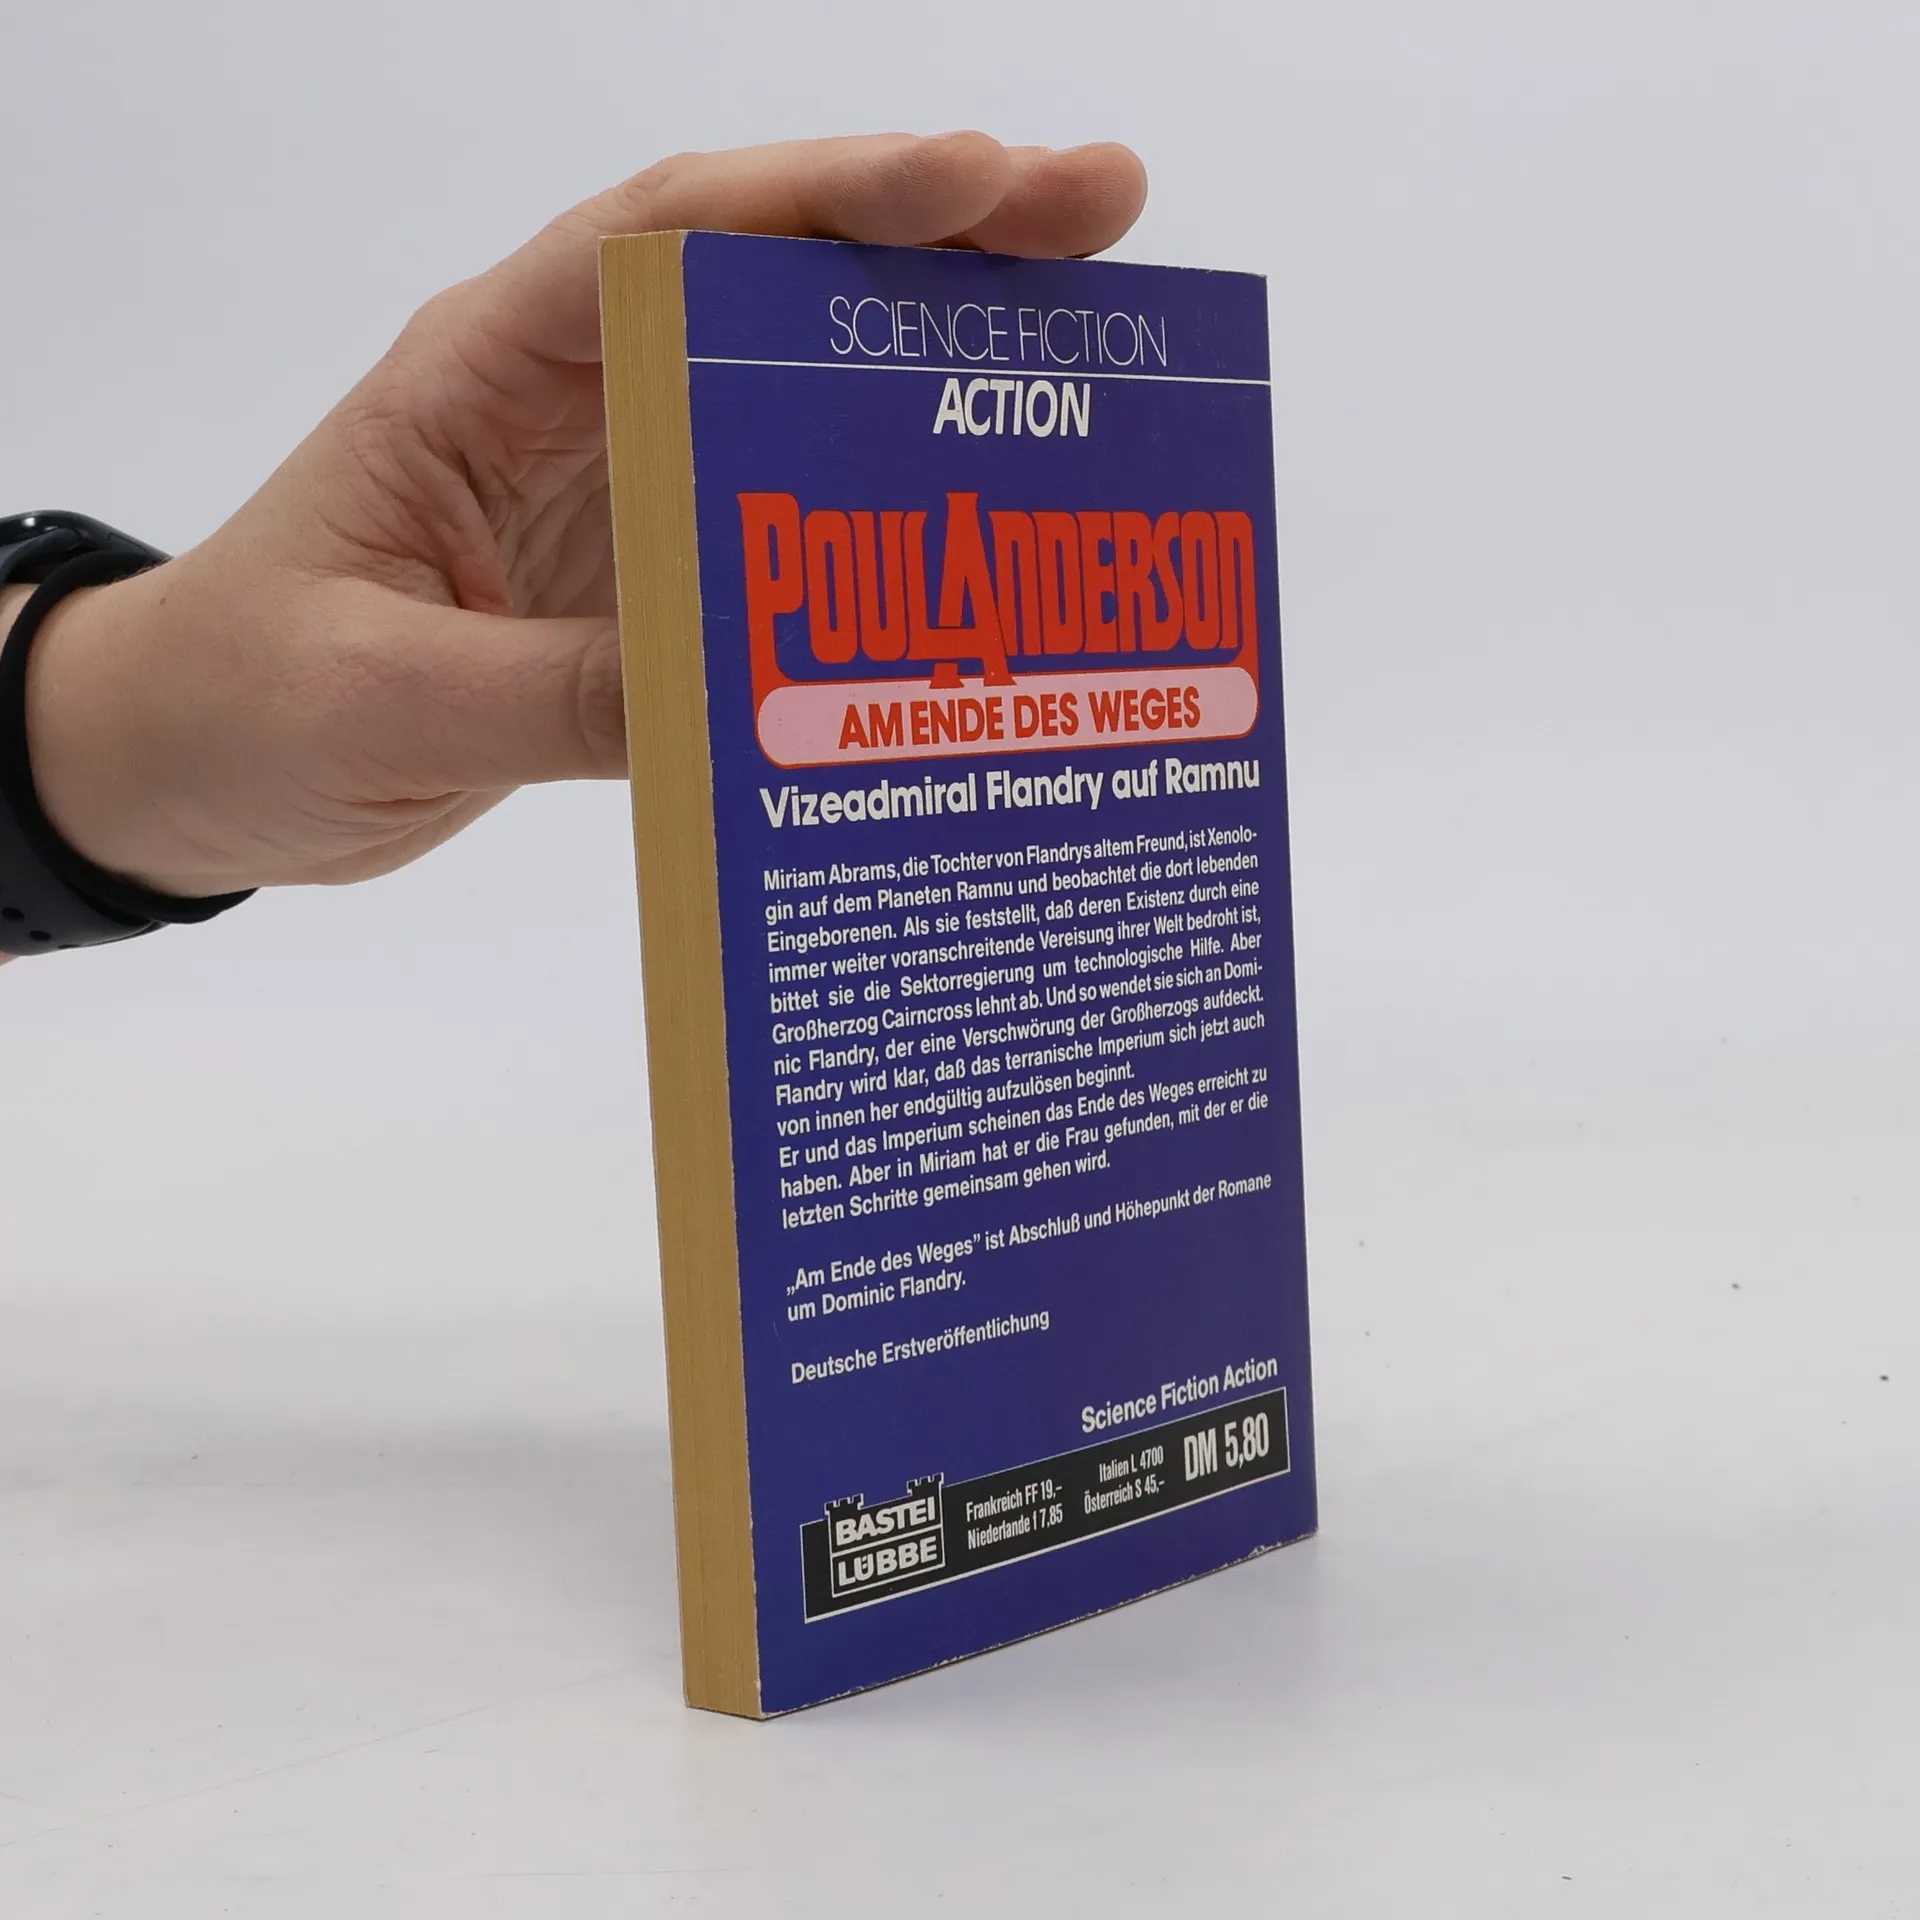 SCIENCE FICTION
ACTION
POUL ANDERSON
AM ENDE DES WEGES
Vizeadmiral Flandry auf Ramnu
Miriam Abrams, die Tochter von Flandrys altem Freund, ist Xenolo-
gin auf dem Planeten Ramnu und beobachtet die dort lebenden
Eingeborenen. Als sie feststellt, daß deren Existenz durch eine
immer weiter voranschreitende Vereisung ihrer Welt bedroht ist,
bittet sie die Sektorregierung um technologische Hilfe. Aber
Großherzog Cairncross lehnt ab. Und so wendet sie sich an Domi-
nic Flandry, der eine Verschwörung der Großherzogs aufdeckt.
Flandry wird klar, daß das terranische Imperium sich jetzt auch
von innen her endgültig aufzulösen beginnt.
Er und das Imperium scheinen das Ende des Weges erreicht zu
haben. Aber in Miriam hat er die Frau gefunden, mit der er die
letzten Schritte gemeinsam gehen wird.
„Am Ende des Weges” ist Abschluß und Höhepunkt der Romane
um Dominic Flandry.
Deutsche Erstveröffentlichung
Science Fiction Action
BASTEI
LÜBBE
Frankreich FF 19,–
Niederlande f 7,85
Italien L 4700
Österreich S 45,–
DM 5,80